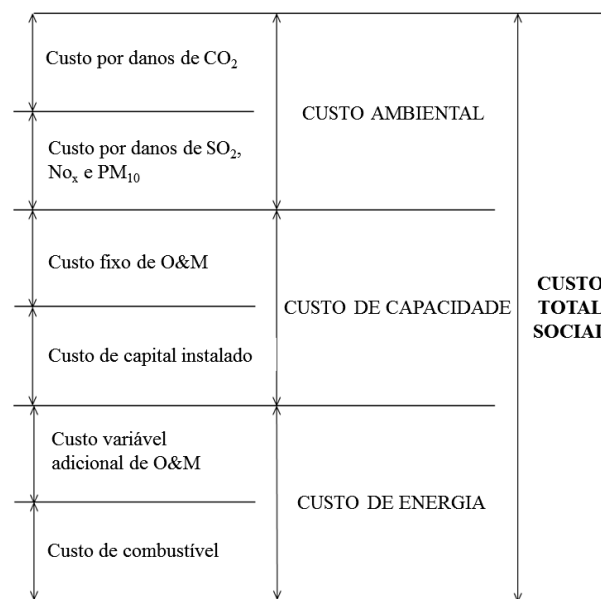 Custo por danos de CO₂
CUSTO AMBIENTAL
Custo por danos de SO₂,
Noₓ e PM₁₀
Custo fixo de O&M
CUSTO DE CAPACIDADE
Custo de capital instalado
CUSTO
TOTAL
SOCIAL
Custo variável
adicional de O&M
CUSTO DE ENERGIA
Custo de combustível